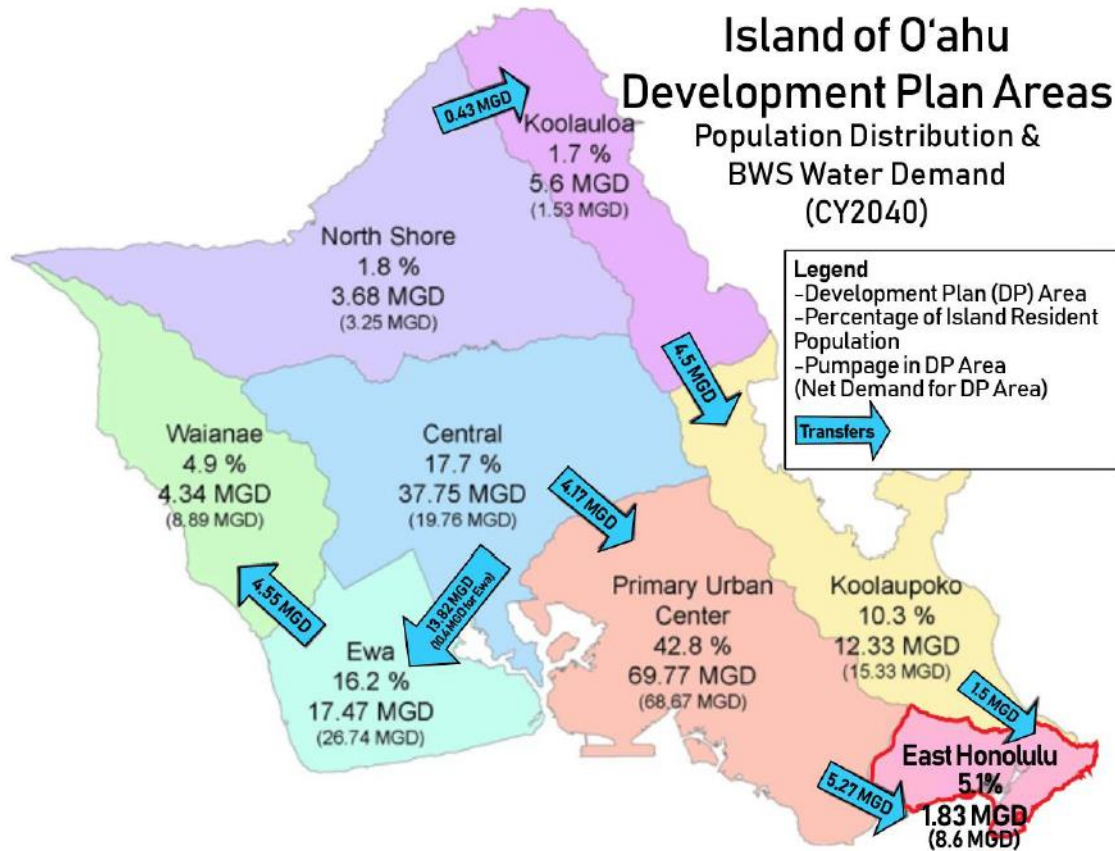 Island of Oʻahu
Development Plan Areas
Population Distribution &
BWS Water Demand
(CY2040)
Legend
-Development Plan (DP) Area
-Percentage of Island Resident
Population
-Pumpage in DP Area
(Net Demand for DP Area)
Transfers
0.43 MGD
Koolauloa
1.7 %
5.6 MGD
(1.53 MGD)
North Shore
1.8 %
3.68 MGD
(3.25 MGD)
4.5 MGD
Waianae
4.9 %
4.34 MGD
(8.89 MGD)
Central
17.7 %
37.75 MGD
(19.76 MGD)
4.17 MGD
4.55 MGD
13.82 MGD
(10.4 MGD for Ewa)
Ewa
16.2 %
17.47 MGD
(26.74 MGD)
Primary Urban
Center
42.8 %
69.77 MGD
(68.67 MGD)
Koolaupoko
10.3 %
12.33 MGD
(15.33 MGD)
1.5 MGD
5.27 MGD
East Honolulu
5.1%
1.83 MGD
(8.6 MGD)